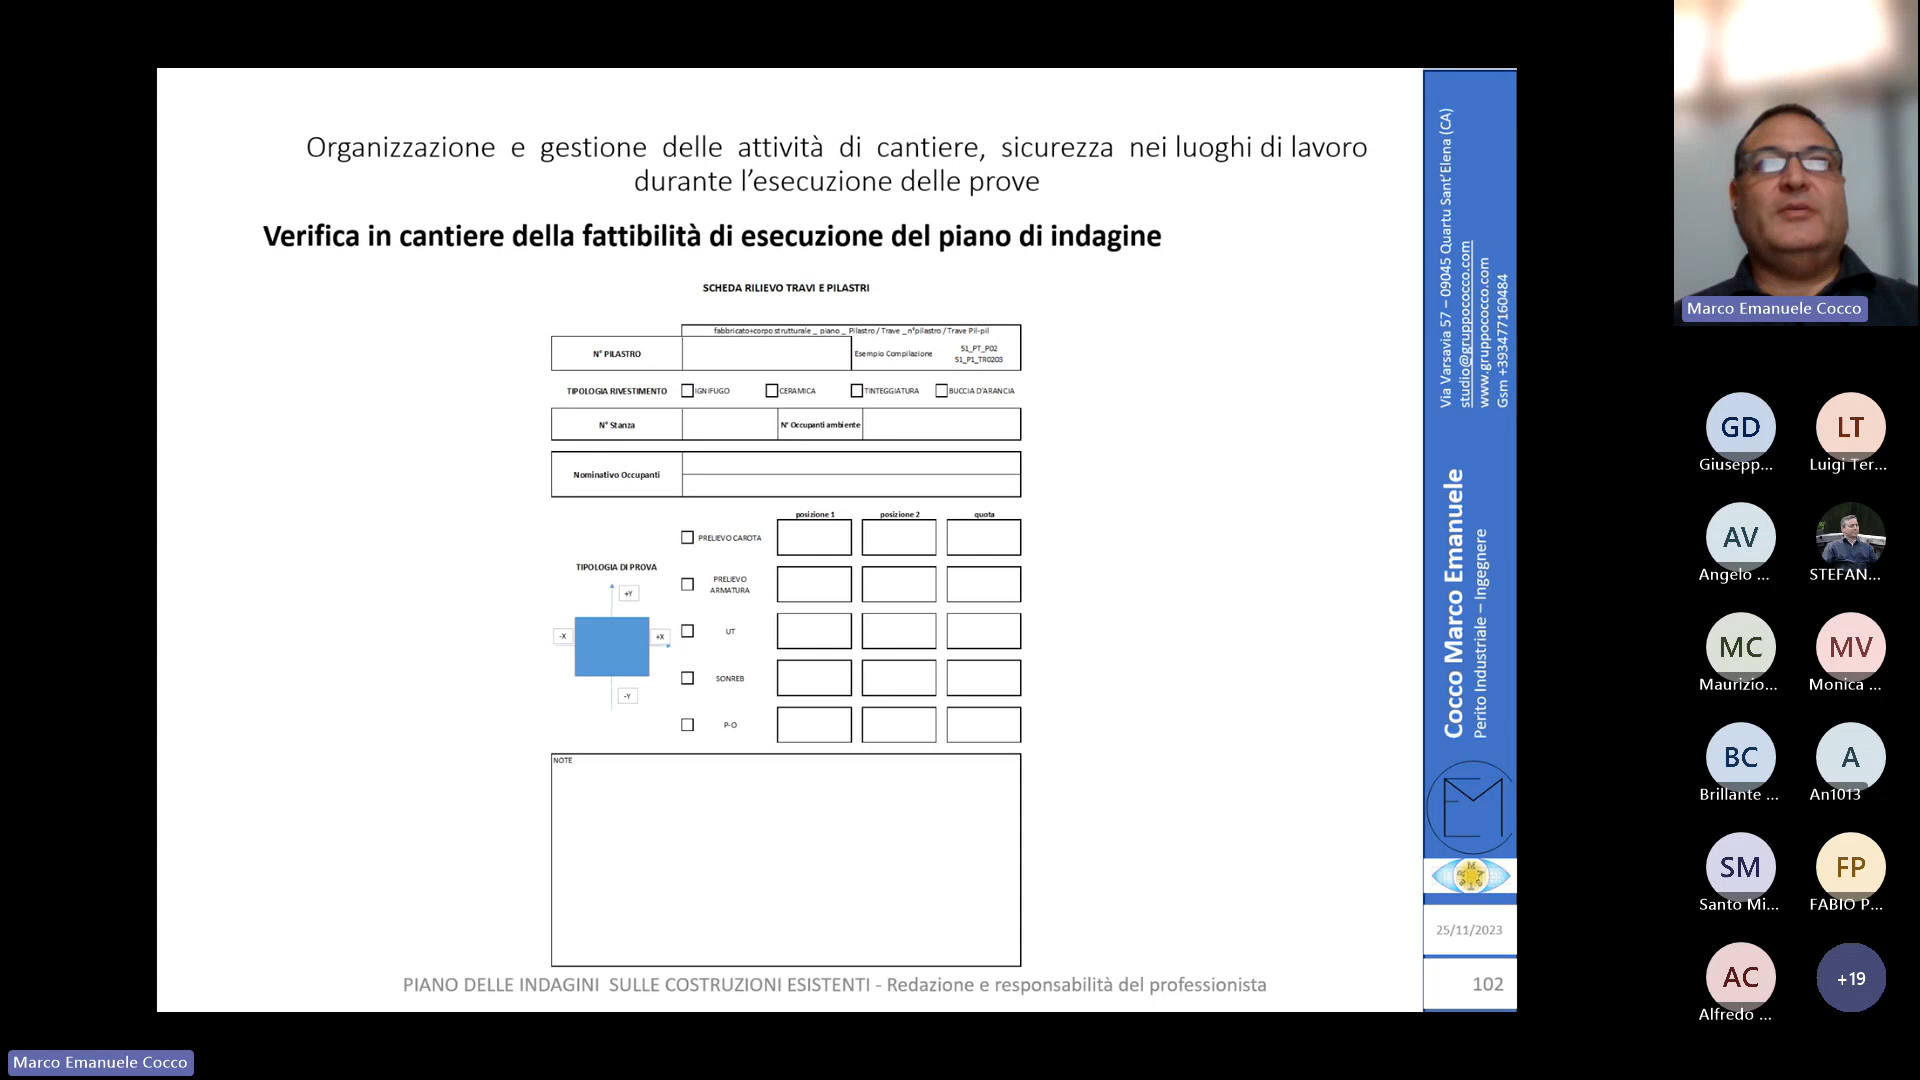 Organizzazione e gestione delle attività di cantiere, sicurezza nei luoghi di lavoro
durante l'esecuzione delle prove
Verifica in cantiere della fattibilità di esecuzione del piano di indagine
SCHEDA RILIEVO TRAVI E PILASTRI
fabbricato+corpo strutturale _ piano _ Pilastro / Trave _n°pilastro / Trave Pil-pil
N° PILASTRO
Esempio Compilazione
S1_PT_P02
S1_P1_TR0203
TIPOLOGIA RIVESTIMENTO
IGNIFUGO
CERAMICA
TINTEGGIATURA
BUCCIA D'ARANCIA
N° Stanza
N° Occupanti ambiente
Nominativo Occupanti
posizione 1
posizione 2
quota
TIPOLOGIA DI PROVA
+Y
-X
+X
-Y
PRELIEVO CAROTA
PRELIEVO
ARMATURA
UT
SONREB
P-O
NOTE
PIANO DELLE INDAGINI SULLE COSTRUZIONI ESISTENTI - Redazione e responsabilità del professionista
Via Varsavia 57 – 09045 Quartu Sant'Elena (CA)
studio@gruppococco.com
www.gruppococco.com
Gsm +393477160484
Cocco Marco Emanuele
Perito Industriale – Ingegnere
25/11/2023
102
Marco Emanuele Cocco
GD
Giusepp...
LT
Luigi Ter...
AV
Angelo ...
STEFAN...
MC
Maurizio...
MV
Monica ...
BC
Brillante ...
A
An1013
SM
Santo Mi...
FP
FABIO P...
AC
Alfredo ...
+19
Marco Emanuele Cocco